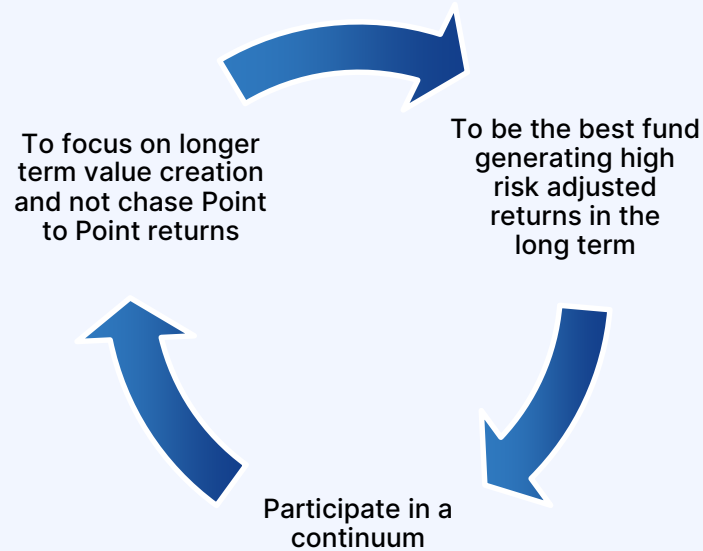 To focus on longer
term value creation
and not chase Point
to Point returns
To be the best fund
generating high
risk adjusted
returns in the
long term
Participate in a
continuum